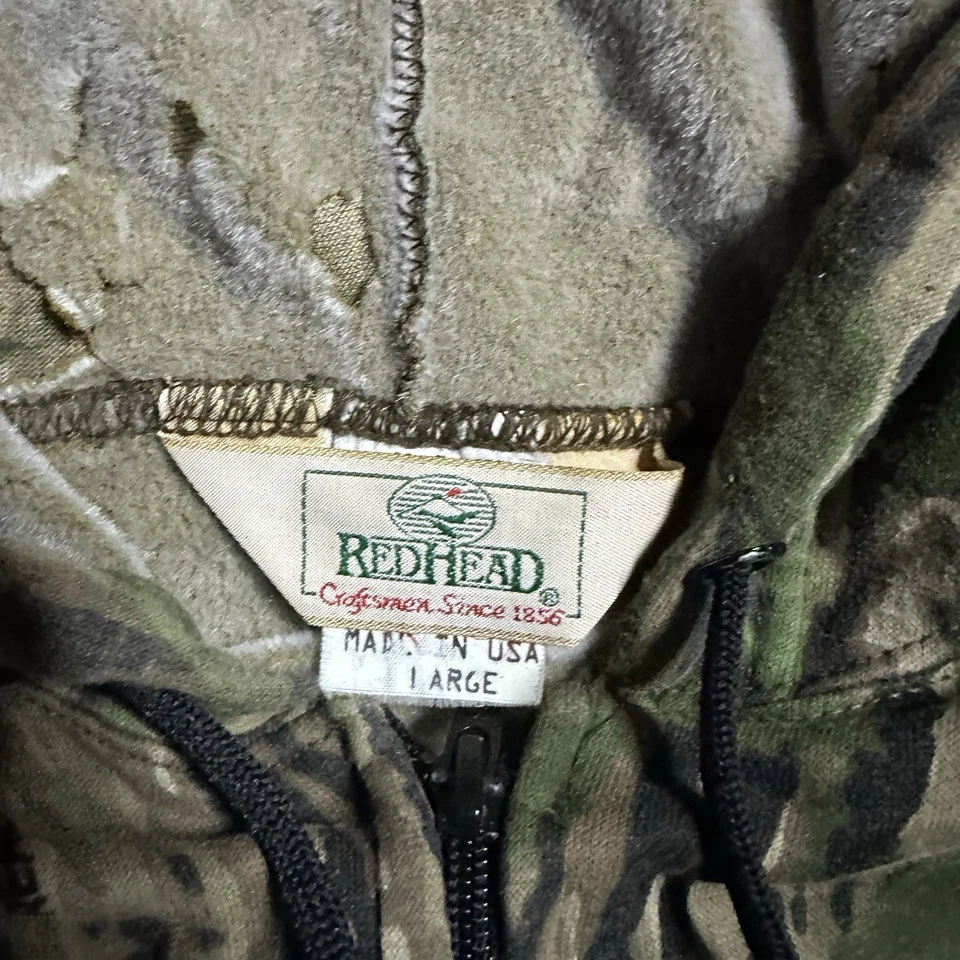 REDHEAD®
Craftsmen Since 1856
MADE IN USA
LARGE